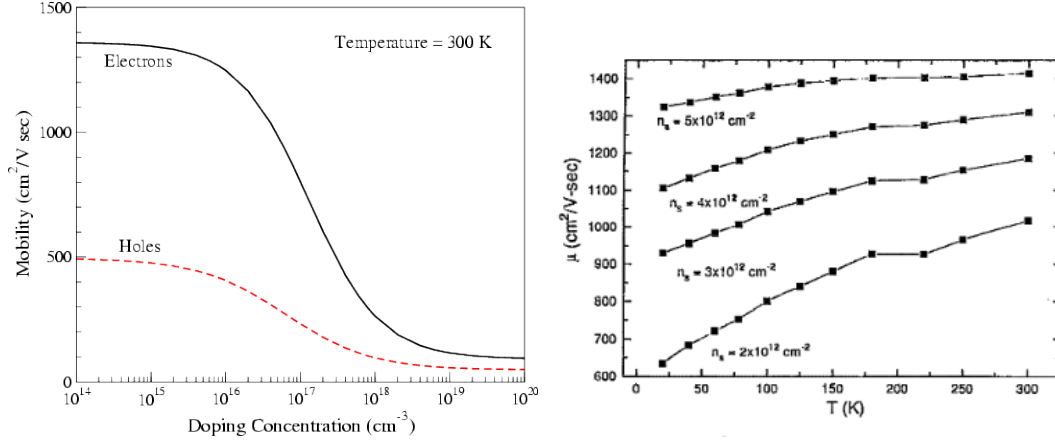 1500
1000
500
0
Mobility (cm²/V sec)
Temperature = 300 K
Electrons
Holes
10¹⁴ 10¹⁵ 10¹⁶ 10¹⁷ 10¹⁸ 10¹⁹ 10²⁰
Doping Concentration (cm⁻³)
1400
1300
1200
1100
1000
900
800
700
600
μ (cm²/V-sec)
nₛ = 5x10¹² cm⁻²
nₛ = 4x10¹² cm⁻²
nₛ = 3x10¹² cm⁻²
nₛ = 2x10¹² cm⁻²
0 50 100 150 200 250 300
T (K)